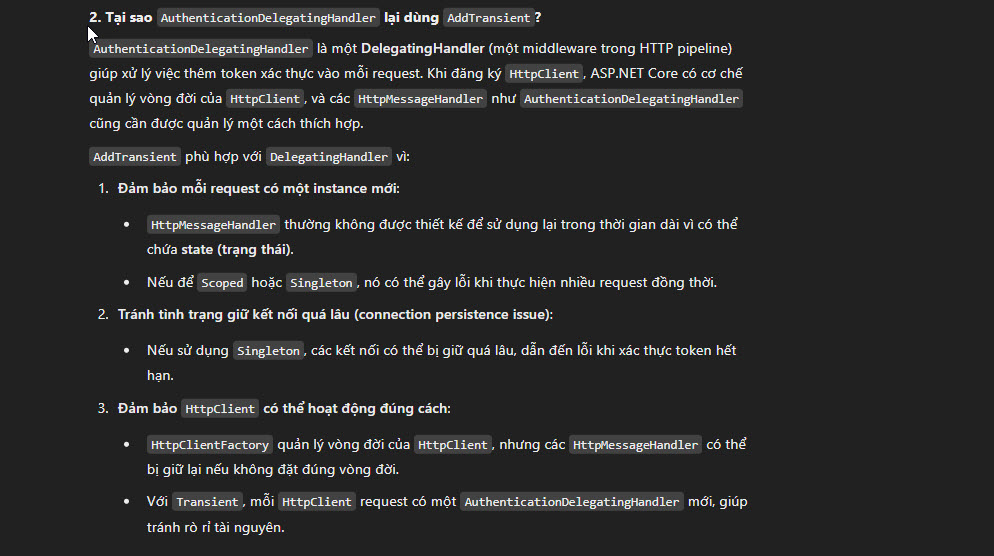 2. Tại sao AuthenticationDelegatingHandler lại dùng AddTransient?
AuthenticationDelegatingHandler là một DelegatingHandler (một middleware trong HTTP pipeline)
giúp xử lý việc thêm token xác thực vào mỗi request. Khi đăng ký HttpClient, ASP.NET Core có cơ chế
quản lý vòng đời của HttpClient, và các HttpMessageHandler như AuthenticationDelegatingHandler
cũng cần được quản lý một cách thích hợp.
AddTransient phù hợp với DelegatingHandler vì:
1. Đảm bảo mỗi request có một instance mới:
• HttpMessageHandler thường không được thiết kế để sử dụng lại trong thời gian dài vì có thể
chứa state (trạng thái).
• Nếu để Scoped hoặc Singleton, nó có thể gây lỗi khi thực hiện nhiều request đồng thời.
2. Tránh tình trạng giữ kết nối quá lâu (connection persistence issue):
• Nếu sử dụng Singleton, các kết nối có thể bị giữ quá lâu, dẫn đến lỗi khi xác thực token hết
hạn.
3. Đảm bảo HttpClient có thể hoạt động đúng cách:
• HttpClientFactory quản lý vòng đời của HttpClient, nhưng các HttpMessageHandler có thể
bị giữ lại nếu không đặt đúng vòng đời.
• Với Transient, mỗi HttpClient request có một AuthenticationDelegatingHandler mới, giúp
tránh rò rỉ tài nguyên.